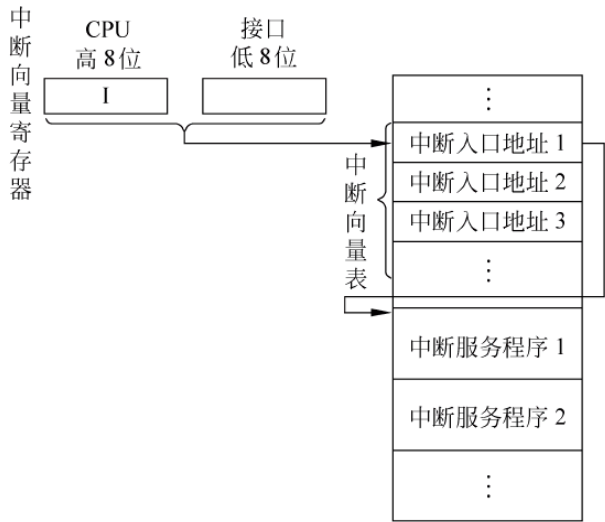 中断向量寄存器
CPU
高8位
接口
低8位
I
⋮
中断入口地址1
中断入口地址2
中断入口地址3
⋮
中断向量表
中断服务程序1
中断服务程序2
⋮